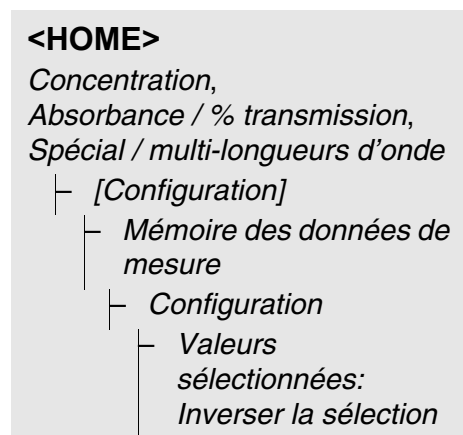 <HOME>
Concentration,
Absorbance / % transmission,
Spécial / multi-longueurs d'onde
– [Configuration]
– Mémoire des données de
mesure
– Configuration
– Valeurs
sélectionnées:
Inverser la sélection